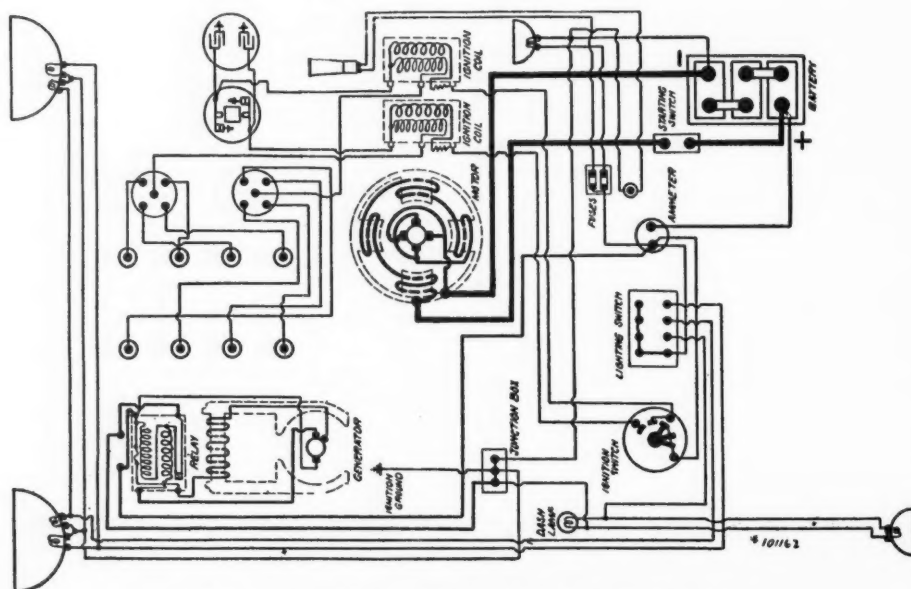 IGNITION
COIL
IGNITION
COIL
MOTOR
-
BATTERY
+
STARTING
SWITCH
FUSES
AMMETER
LIGHTING SWITCH
IGNITION
SWITCH
JUNCTION BOX
RELAY
GENERATOR
IGNITION
GROUND
DASH
LAMP
* 101162